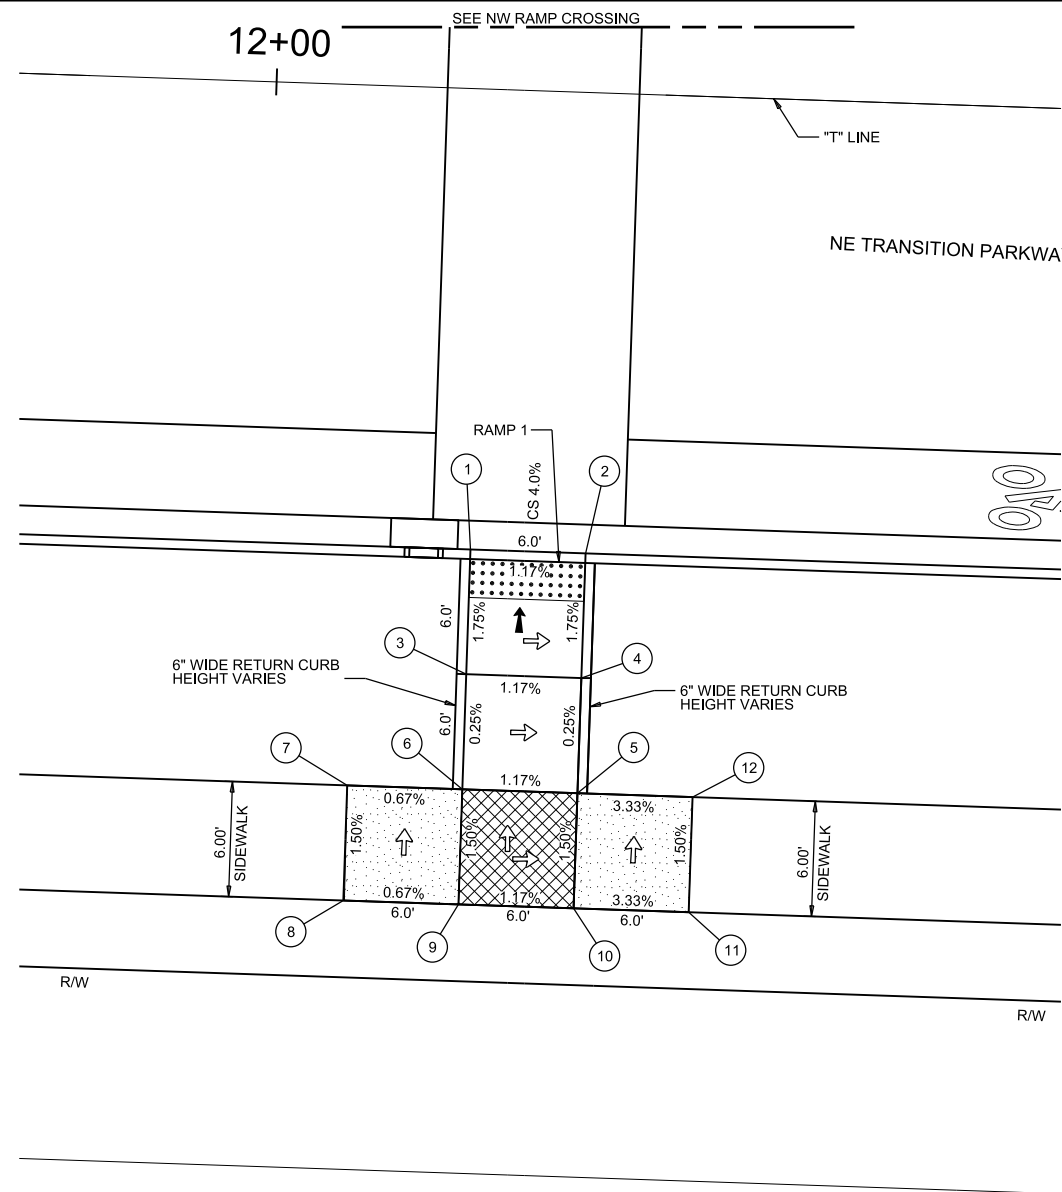 SEE NW RAMP CROSSING
12+00
"T" LINE
NE TRANSITION PARKWAY
RAMP 1
1
2
CS 4.0%
6.0'
1.17%
6.0'
1.75%
1.75%
3
4
6" WIDE RETURN CURB
HEIGHT VARIES
1.17%
6" WIDE RETURN CURB
HEIGHT VARIES
6.0'
0.25%
0.25%
7
6
5
12
1.17%
0.67%
3.33%
6.00'
SIDEWALK
1.50%
1.50%
1.50%
1.50%
6.00'
SIDEWALK
0.67%
1.17%
3.33%
6.0'
6.0'
6.0'
8
9
10
11
R/W
R/W